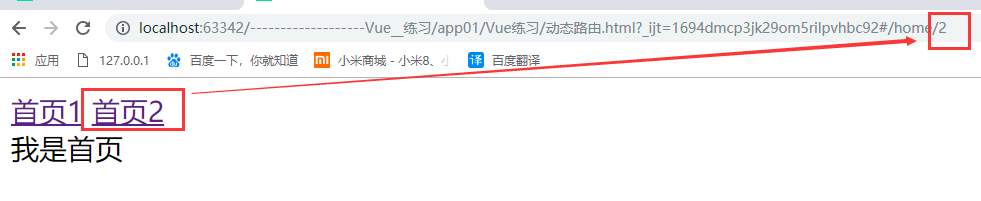 localhost:63342/-------------------Vue__练习/app01/Vue练习/动态路由.html?_ijt=1694dmcp3jk29om5rilpvhbc92#/home/2
应用 127.0.0.1 百度一下，你就知道 小米商城 - 小米8、小 译 百度翻译
首页1 首页2
我是首页